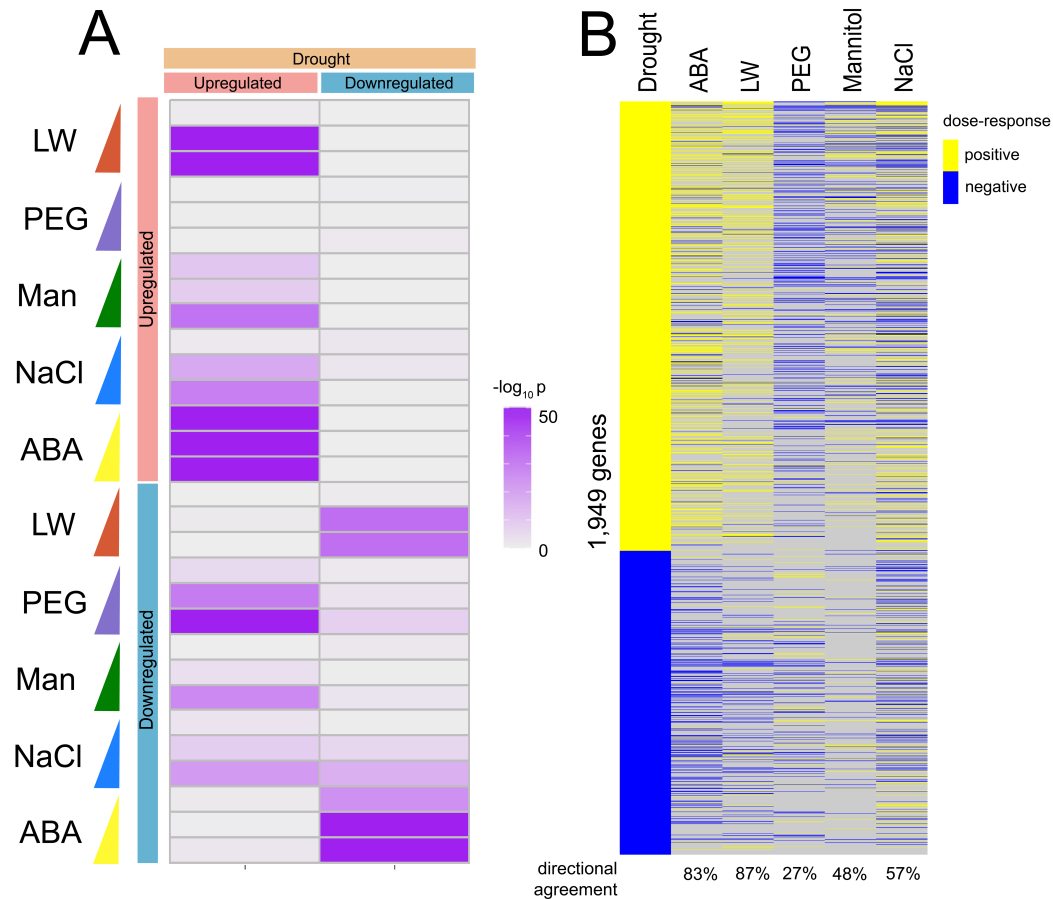 A
Drought
Upregulated Downregulated
Upregulated
LW
PEG
Man
NaCl
ABA
Downregulated
LW
PEG
Man
NaCl
ABA
-log10 p
50
0
B
Drought ABA LW PEG Mannitol NaCl
1,949 genes
dose-response
positive
negative
directional
agreement
83% 87% 27% 48% 57%